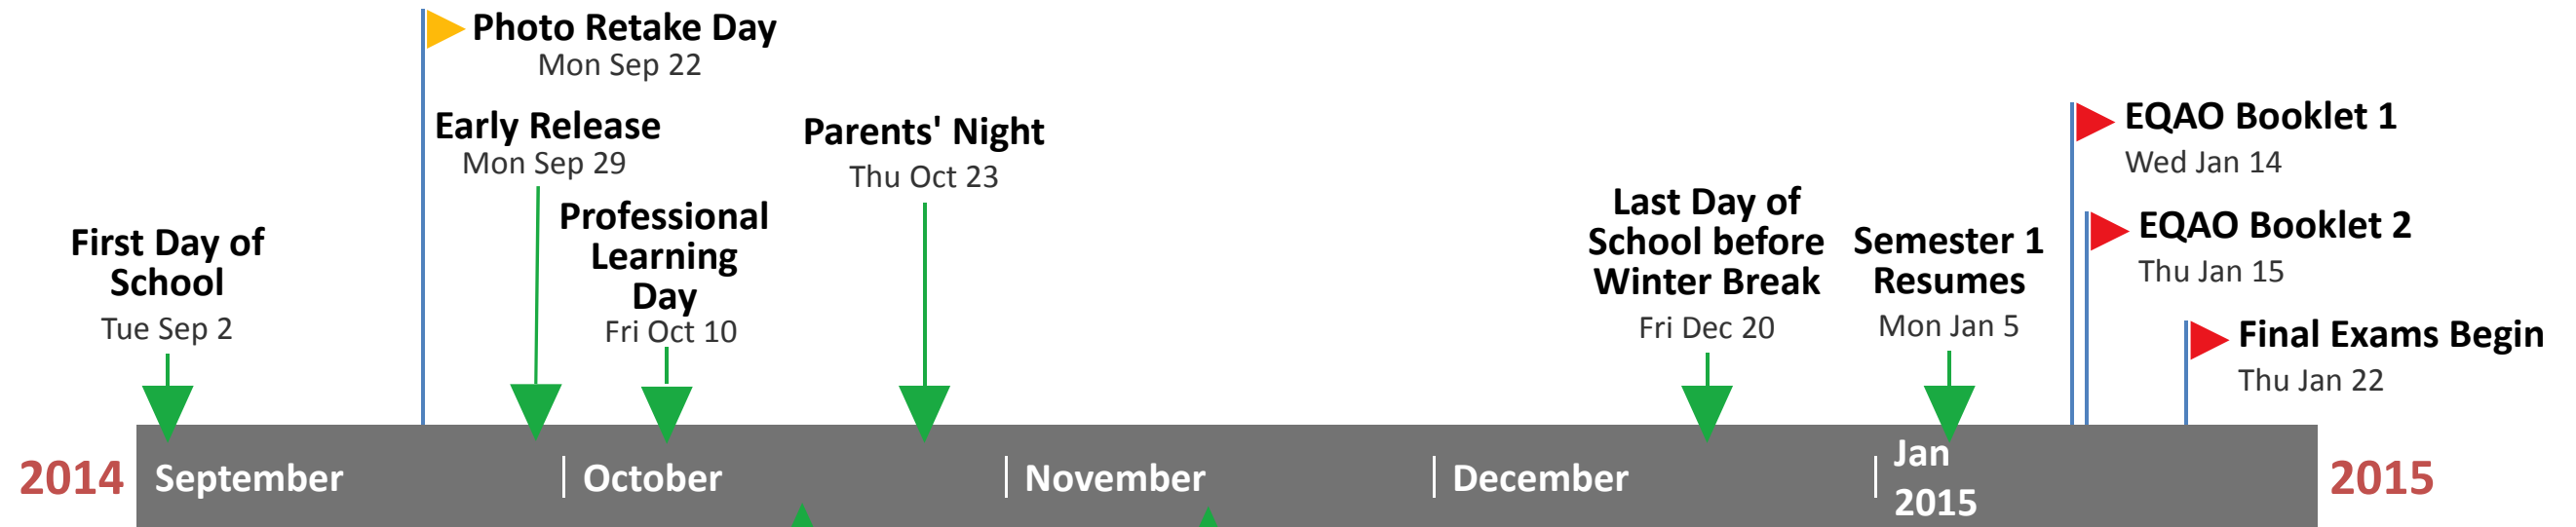 Photo Retake Day
Mon Sep 22
Early Release
Mon Sep 29
Parents' Night
Thu Oct 23
EQAO Booklet 1
Wed Jan 14
First Day of
School
Tue Sep 2
Professional
Learning
Day
Fri Oct 10
Last Day of
School before
Winter Break
Fri Dec 20
Semester 1
Resumes
Mon Jan 5
EQAO Booklet 2
Thu Jan 15
Final Exams Begin
Thu Jan 22
2014
September
October
November
December
Jan
2015
2015